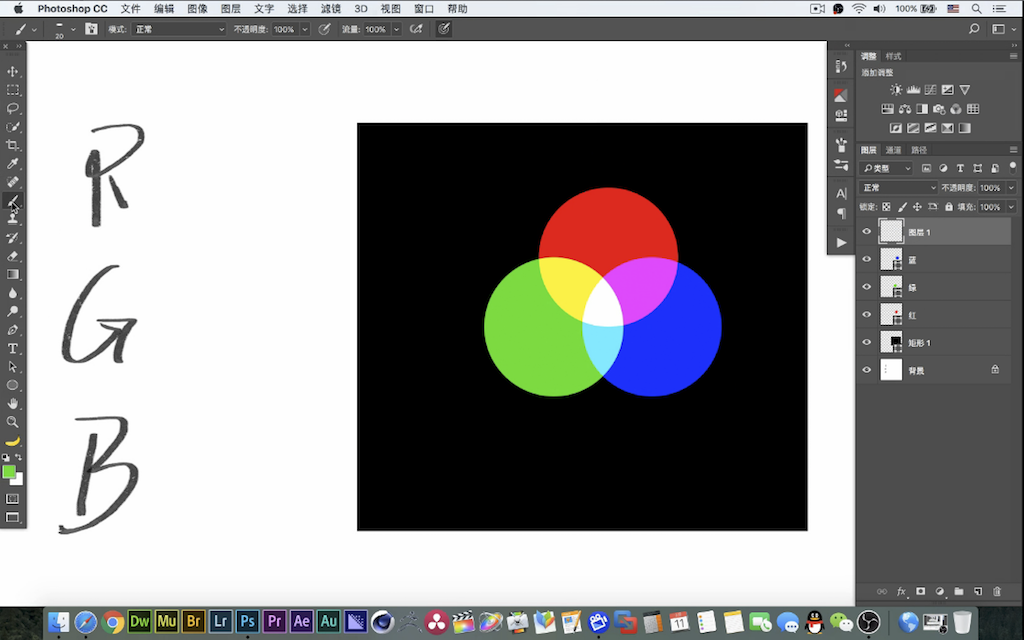 Photoshop CC 文件 编辑 图像 图层 文字 选择 滤镜 3D 视图 窗口 帮助 100%
20 模式: 正常 不透明度: 100% 流量: 100%
调整 样式
添加调整
图层 通道 路径
类型
正常 不透明度: 100%
锁定: 填充: 100%
图层 1
蓝
绿
红
矩形 1
背景
fx
R
G
B
Dw Mu Br Lr Ps Pr Ae Au 11